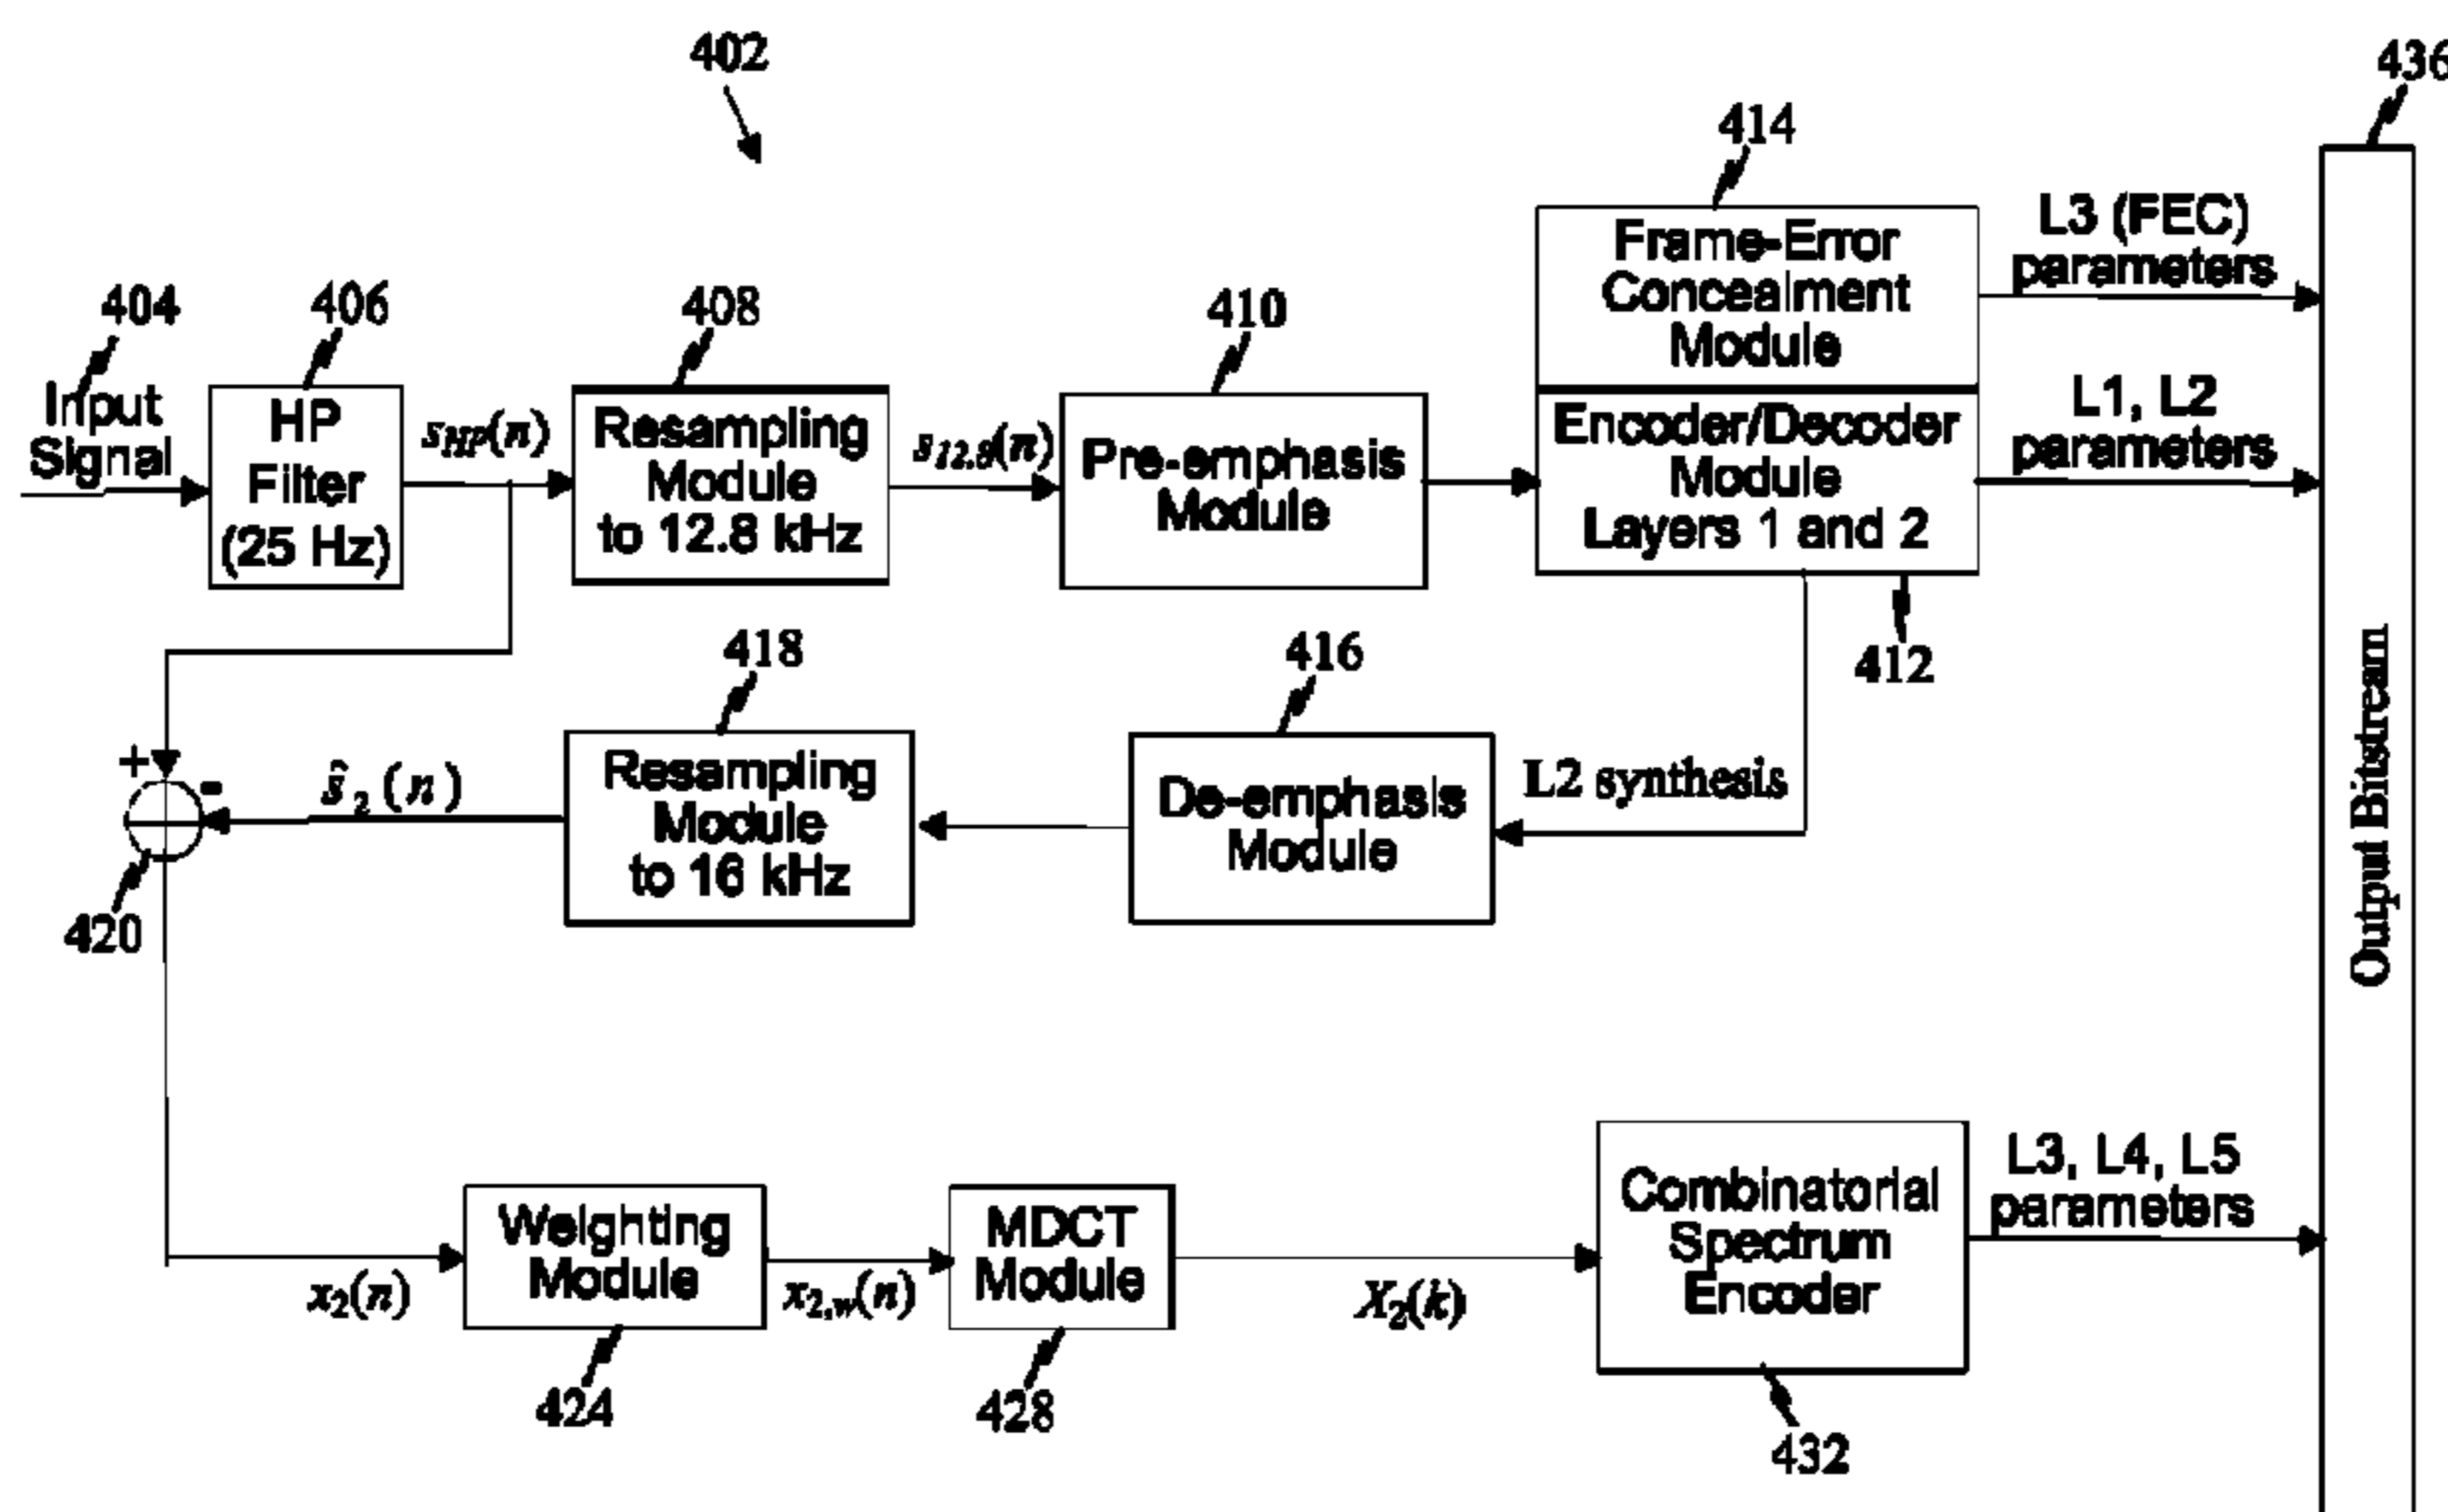 402
436
414
Frame-Error
Concealment
Module
L3 (FEC)
parameters
404
Input
Signal
406
HP
Filter
(25 Hz)
s_HP(n)
408
Resampling
Module
to 12.8 kHz
s_12.8(n)
410
Pre-emphasis
Module
Encoder/Decoder
Module
Layers 1 and 2
L1, L2
parameters
412
418
416
+
-
ŝ_2(n)
Resampling
Module
to 16 kHz
De-emphasis
Module
L2 synthesis
420
Output Bitstream
x_2(n)
Weighting
Module
x_2,w(n)
MDCT
Module
X_2(k)
Combinatorial
Spectrum
Encoder
L3, L4, L5
parameters
424
428
432